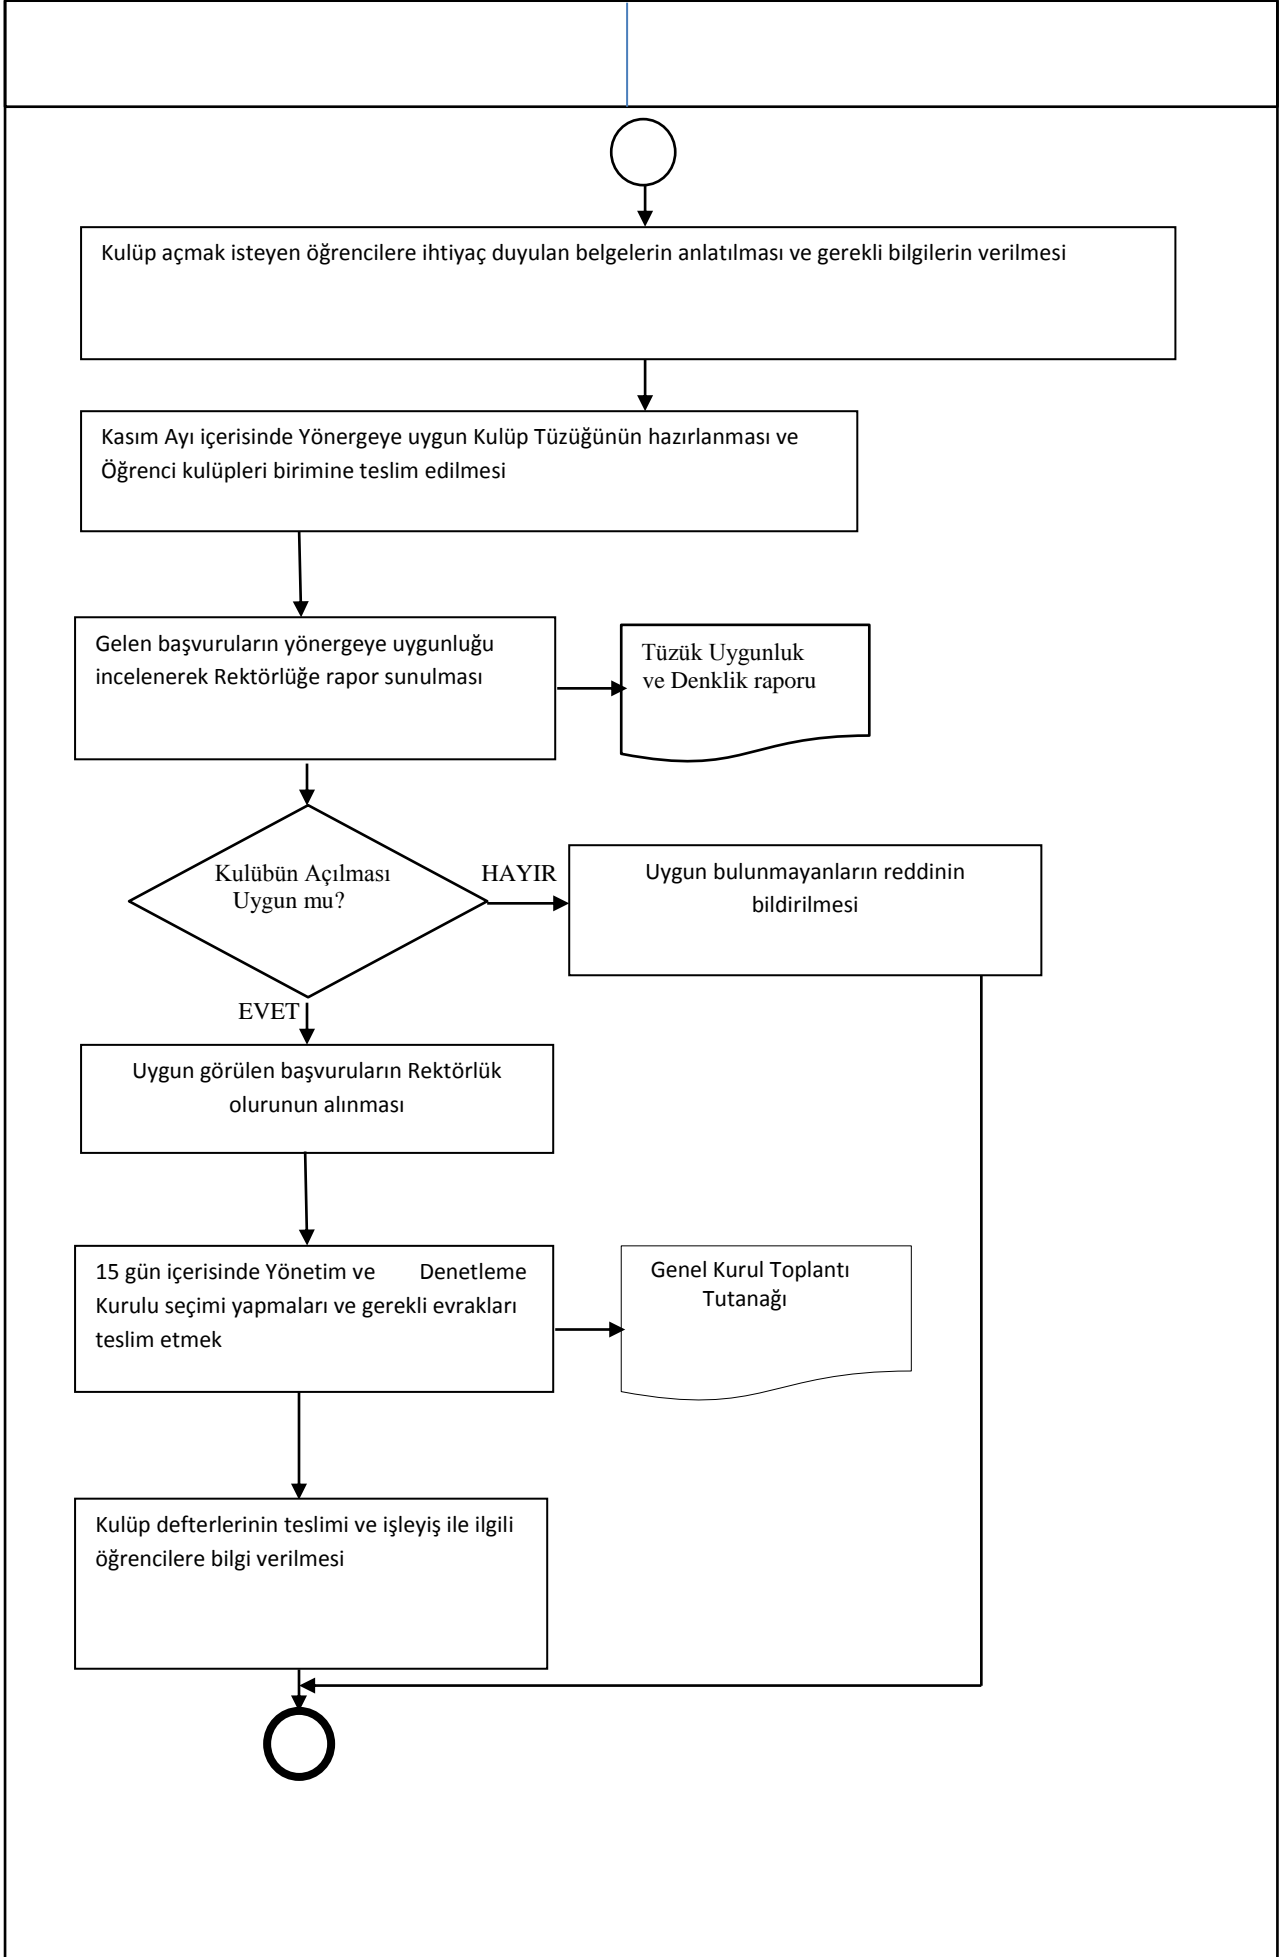 Kulüp açmak isteyen öğrencilere ihtiyaç duyulan belgelerin anlatılması ve gerekli bilgilerin verilmesi
Kasım Ayı içerisinde Yönergeye uygun Kulüp Tüzüğünün hazırlanması ve
Öğrenci kulüpleri birimine teslim edilmesi
Gelen başvuruların yönergeye uygunluğu
incelenerek Rektörlüğe rapor sunulması
Tüzük Uygunluk
ve Denklik raporu
Kulübün Açılması
Uygun mu?
HAYIR
Uygun bulunmayanların reddinin
bildirilmesi
EVET
Uygun görülen başvuruların Rektörlük
olurunun alınması
15 gün içerisinde Yönetim ve Denetleme
Kurulu seçimi yapmaları ve gerekli evrakları
teslim etmek
Genel Kurul Toplantı
Tutanağı
Kulüp defterlerinin teslimi ve işleyiş ile ilgili
öğrencilere bilgi verilmesi